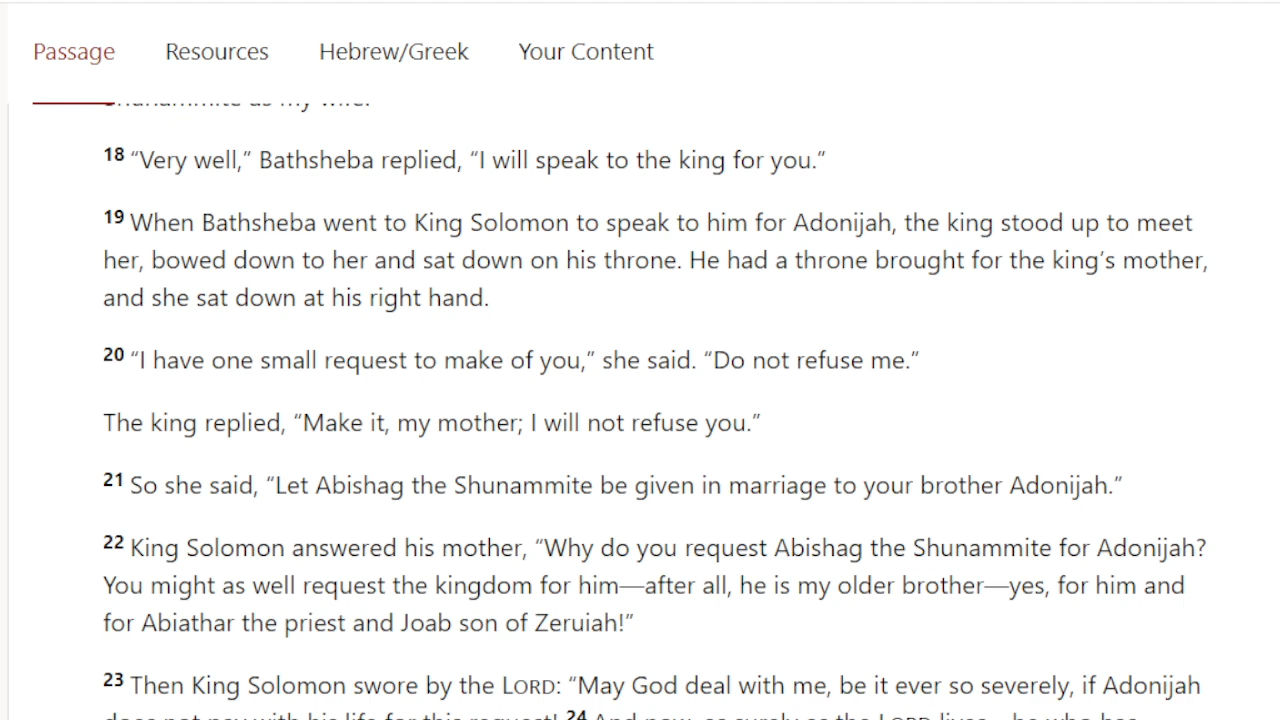 Passage Resources Hebrew/Greek Your Content
18 “Very well,” Bathsheba replied, “I will speak to the king for you.”
19 When Bathsheba went to King Solomon to speak to him for Adonijah, the king stood up to meet
her, bowed down to her and sat down on his throne. He had a throne brought for the king’s mother,
and she sat down at his right hand.
20 “I have one small request to make of you,” she said. “Do not refuse me.”
The king replied, “Make it, my mother; I will not refuse you.”
21 So she said, “Let Abishag the Shunammite be given in marriage to your brother Adonijah.”
22 King Solomon answered his mother, “Why do you request Abishag the Shunammite for Adonijah?
You might as well request the kingdom for him—after all, he is my older brother—yes, for him and
for Abiathar the priest and Joab son of Zeruiah!”
23 Then King Solomon swore by the LORD: “May God deal with me, be it ever so severely, if Adonijah